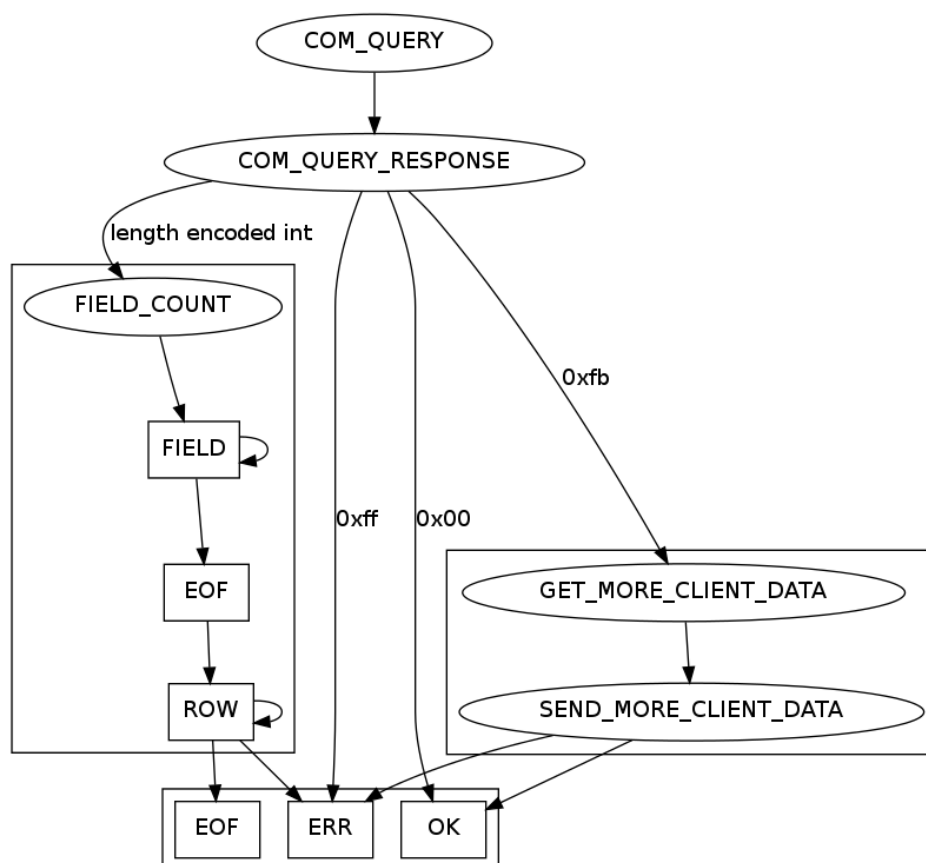 COM_QUERY
COM_QUERY_RESPONSE
length encoded int
FIELD_COUNT
0xfb
FIELD
0xff
0x00
EOF
GET_MORE_CLIENT_DATA
ROW
SEND_MORE_CLIENT_DATA
EOF
ERR
OK